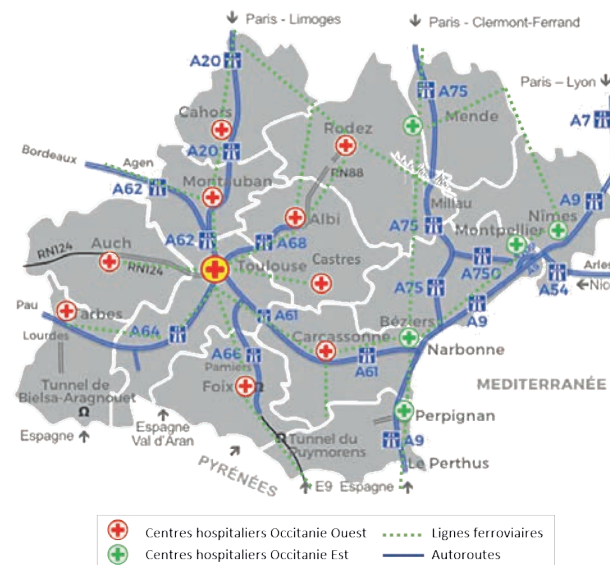 Paris - Limoges
Paris - Clermont-Ferrand
A20
A75
Paris – Lyon
Cahors
Mende
A7
Rodez
A20
Bordeaux
Agen
RN88
A62
Montauban
Millau
A9
Nîmes
Albi
A75
Montpellier
Auch
A62
A68
RN124
RN124
Toulouse
Castres
A750
Arles
Nice
A75
A54
Pau
Tarbes
A61
A9
Béziers
Lourdes
A64
Carcassonne
Narbonne
A66
A61
Pamiers
MEDITERRANÉE
Foix
Tunnel de
Bielsa-Aragnouet
Perpignan
Espagne
Espagne
Val d'Aran
Tunnel du
Puymorens
A9
Le Perthus
PYRÉNÉES
E9 Espagne
Centres hospitaliers Occitanie Ouest
Lignes ferroviaires
Centres hospitaliers Occitanie Est
Autoroutes